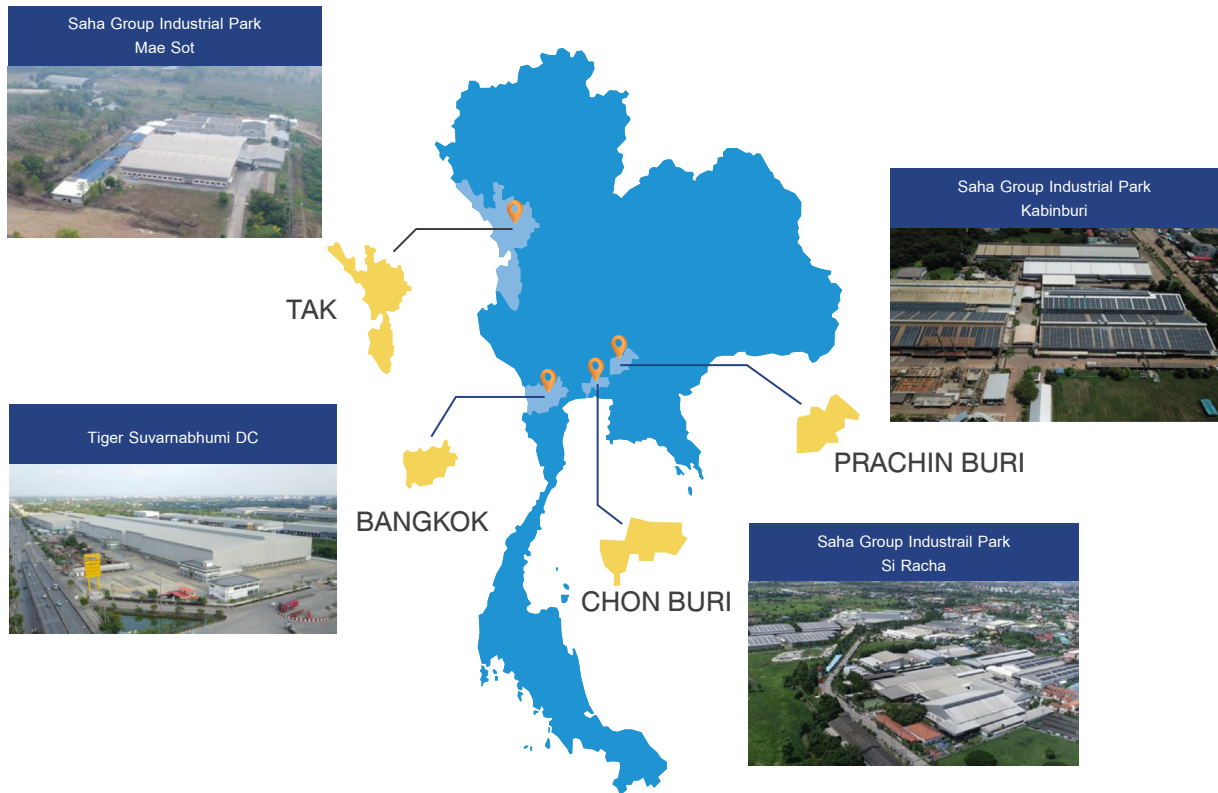 Saha Group Industrial Park
Mae Sot
Saha Group Industrial Park
Kabinburi
TAK
Tiger Suvarnabhumi DC
PRACHIN BURI
BANGKOK
Saha Group Industrail Park
Si Racha
CHON BURI